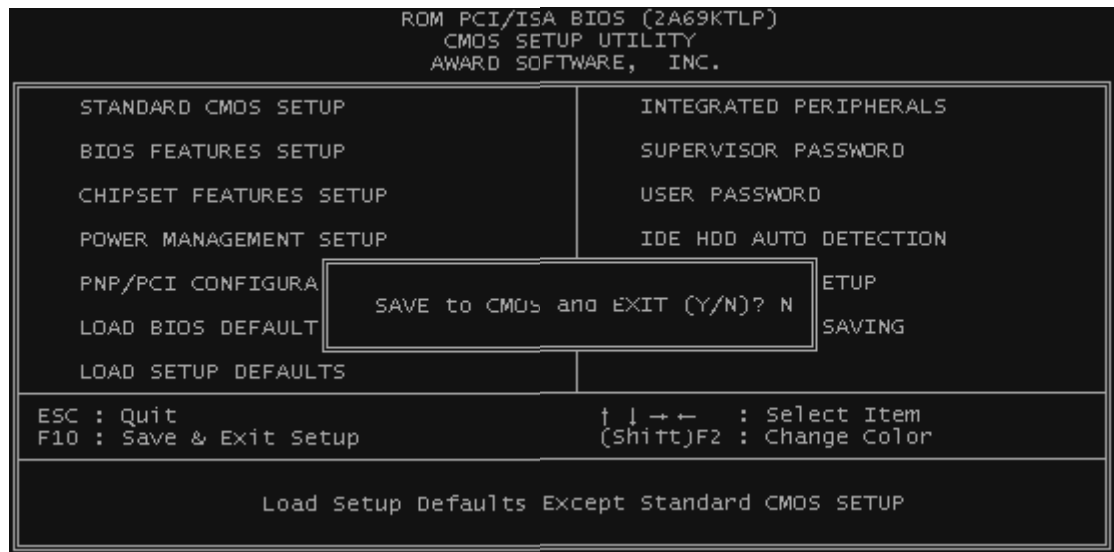 ROM PCI/ISA BIOS (2A69KTLP)
CMOS SETUP UTILITY
AWARD SOFTWARE, INC.
STANDARD CMOS SETUP
BIOS FEATURES SETUP
CHIPSET FEATURES SETUP
POWER MANAGEMENT SETUP
PNP/PCI CONFIGURA
LOAD BIOS DEFAULT
LOAD SETUP DEFAULTS
INTEGRATED PERIPHERALS
SUPERVISOR PASSWORD
USER PASSWORD
IDE HDD AUTO DETECTION
ETUP
SAVING
SAVE to CMOS and EXIT (Y/N)? N
ESC : Quit
F10 : Save & Exit Setup
↑ ↓ → ← : Select Item
(Shift)F2 : Change Color
Load Setup Defaults Except Standard CMOS SETUP